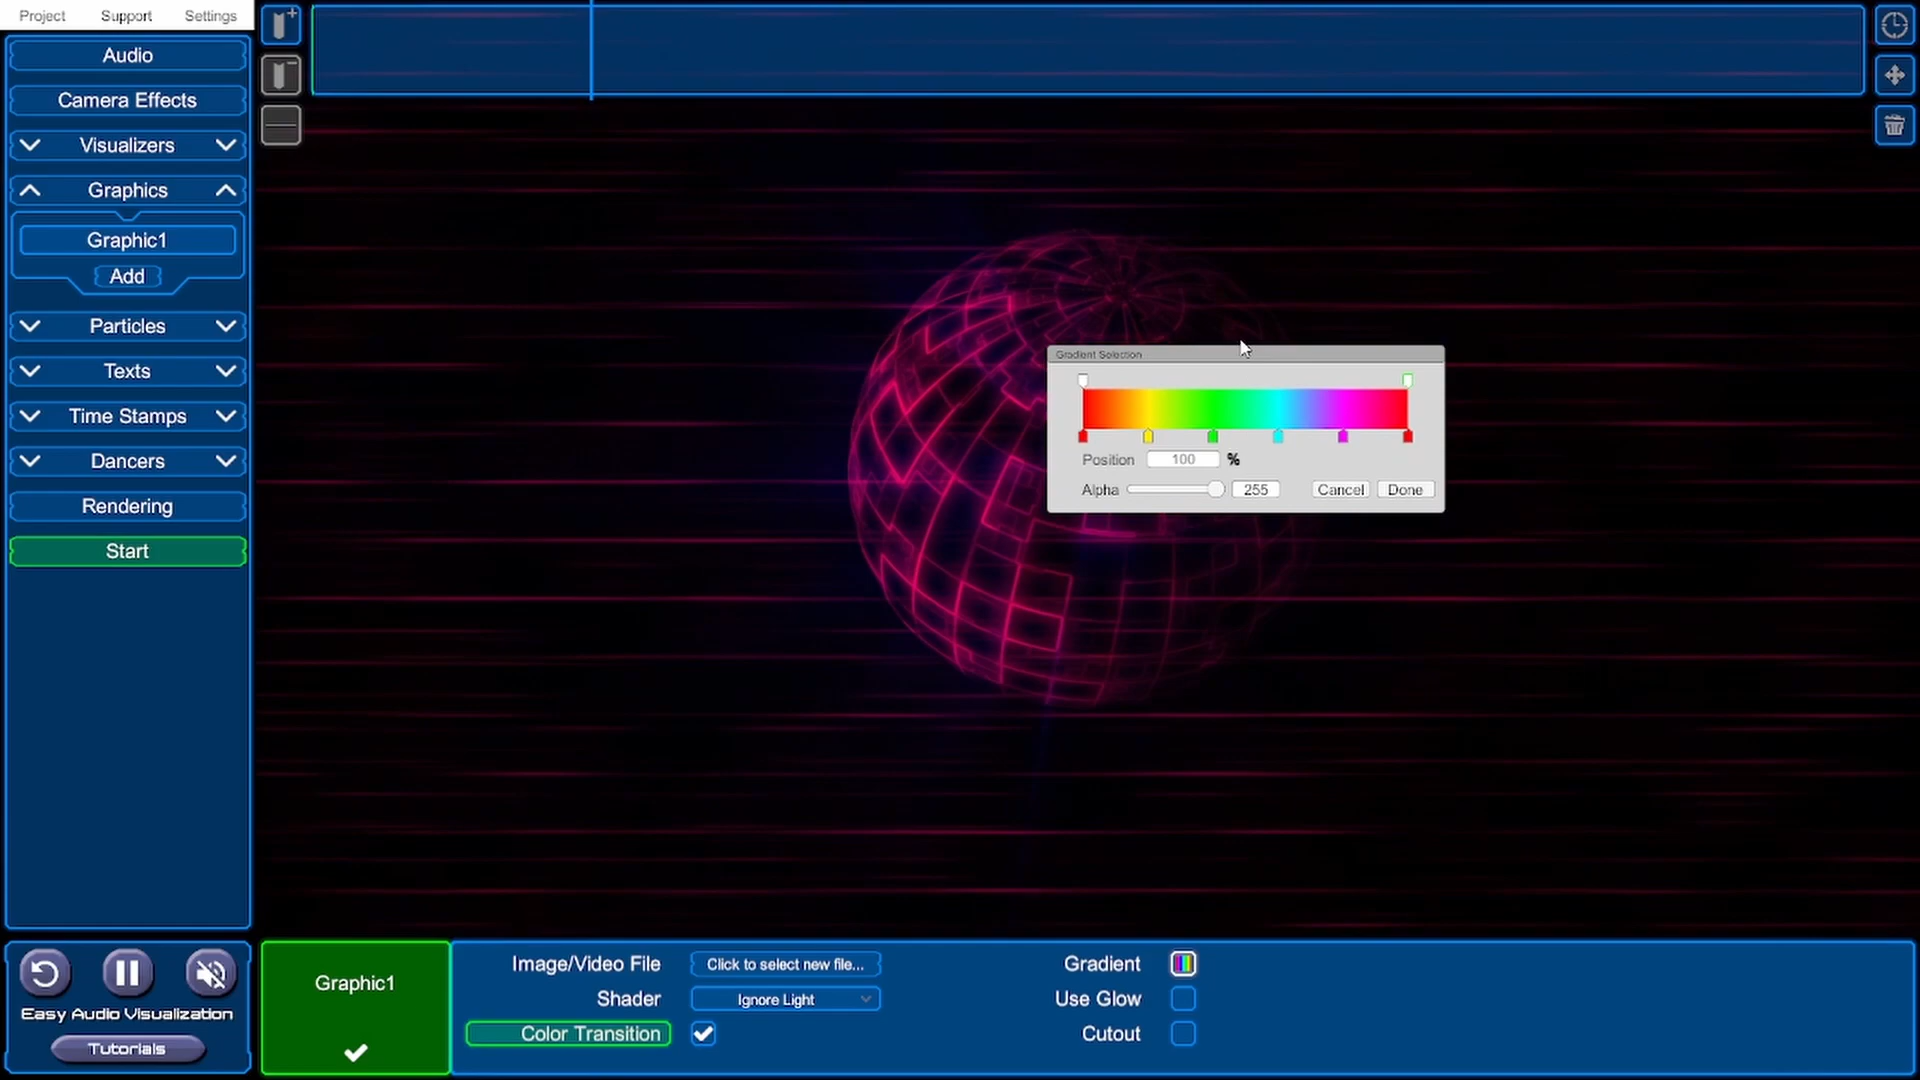 Project Support Settings
Audio
Camera Effects
Visualizers
Graphics
Graphic1
Add
Particles
Texts
Time Stamps
Dancers
Rendering
Start
Gradient Selection
Position 100 %
Alpha 255 Cancel Done
Easy Audio Visualization
Tutorials
Graphic1
Image/Video File Click to select new file...
Shader Ignore Light
Color Transition
Gradient
Use Glow
Cutout